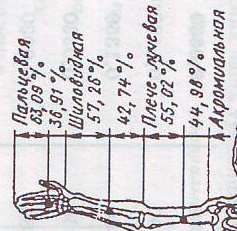 Пальцевая
63,09%
36,91%
Шиловидная
57,26%
42,74%
Плече-лучевая
55,02%
44,98%
Акромиальная